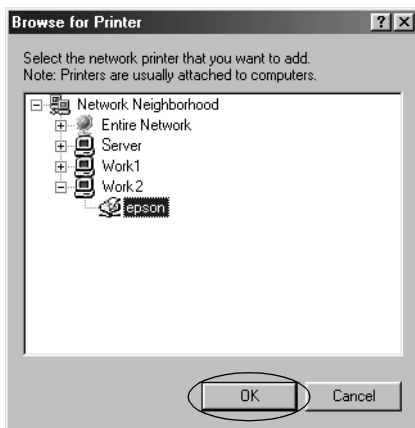 Browse for Printer
Select the network printer that you want to add.
Note: Printers are usually attached to computers.
Network Neighborhood
Entire Network
Server
Work1
Work2
epson
OK
Cancel